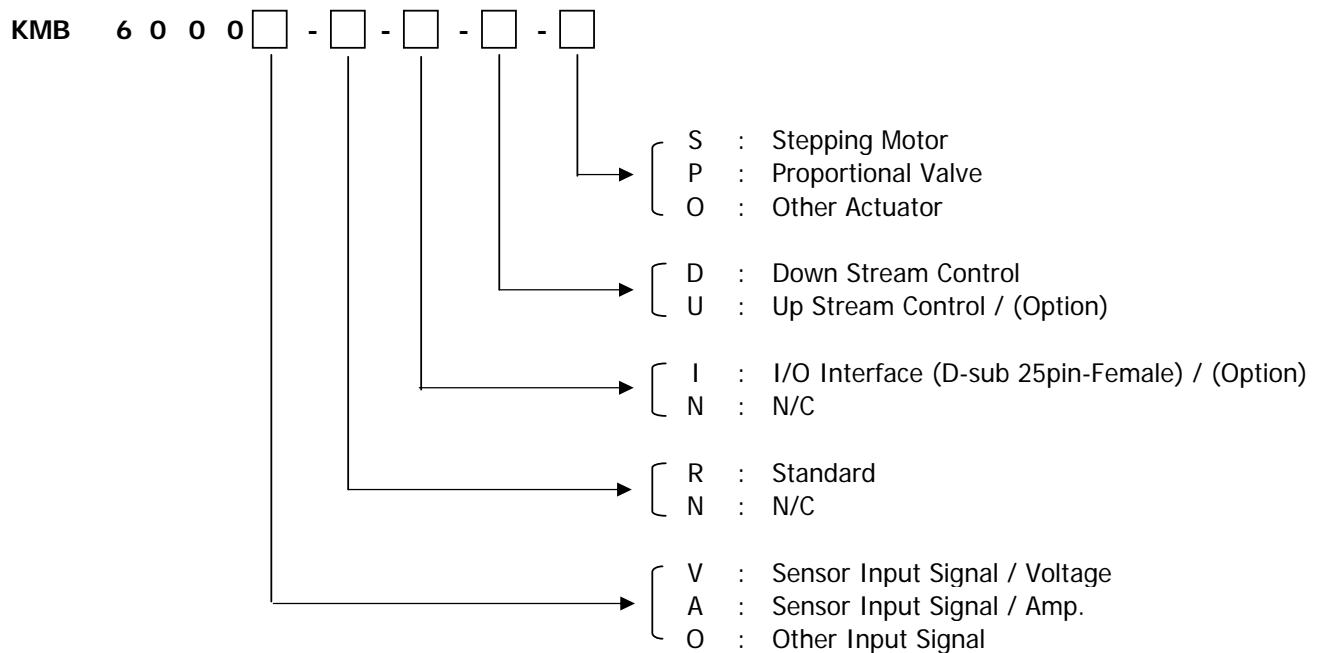 KMB 6 0 0 0 - - - -
S : Stepping Motor
P : Proportional Valve
O : Other Actuator
D : Down Stream Control
U : Up Stream Control / (Option)
I : I/O Interface (D-sub 25pin-Female) / (Option)
N : N/C
R : Standard
N : N/C
V : Sensor Input Signal / Voltage
A : Sensor Input Signal / Amp.
O : Other Input Signal